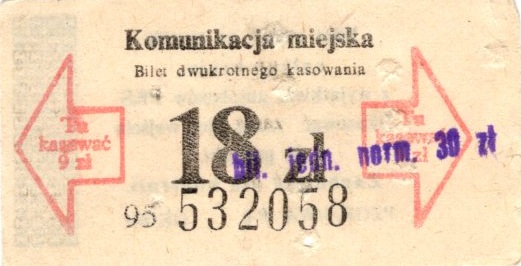 Komunikacja miejska
Bilet dwukrotnego kasowania
Tu
kasować
9 zł
18 zł
Tu
kasować
zł
bil. jedn. norm. 30 zł
95 532058